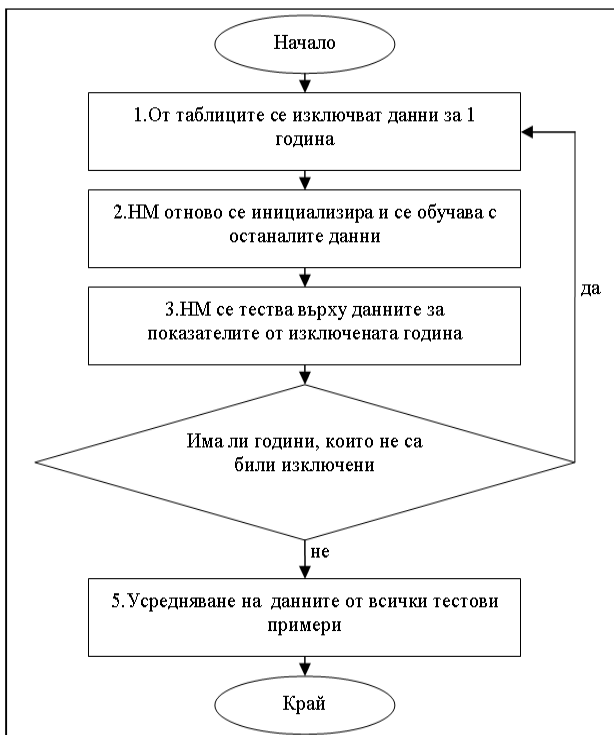 Начало
1.От таблиците се изключват данни за 1
година
2.НМ отново се инициализира и се обучава с
останалите данни
3.НМ се тества върху данните за
показателите от изключената година
да
Има ли години, които не са
били изключени
не
5.Усредняване на данните от всички тестови
примери
Край